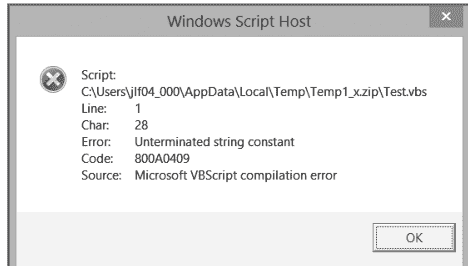 Windows Script Host
Script:
C:\Users\jlf04_000\AppData\Local\Temp\Temp1_x.zip\Test.vbs
Line: 1
Char: 28
Error: Unterminated string constant
Code: 800A0409
Source: Microsoft VBScript compilation error
OK